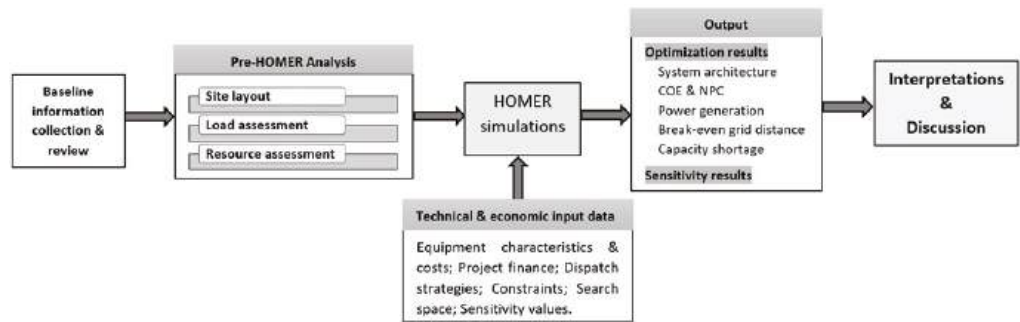 Baseline
information
collection &
review
Pre-HOMER Analysis
Site layout
Load assessment
Resource assessment
HOMER
simulations
Technical & economic input data
Equipment characteristics &
costs; Project finance; Dispatch
strategies; Constraints; Search
space; Sensitivity values.
Output
Optimization results
System architecture
COE & NPC
Power generation
Break-even grid distance
Capacity shortage
Sensitivity results
Interpretations
&
Discussion